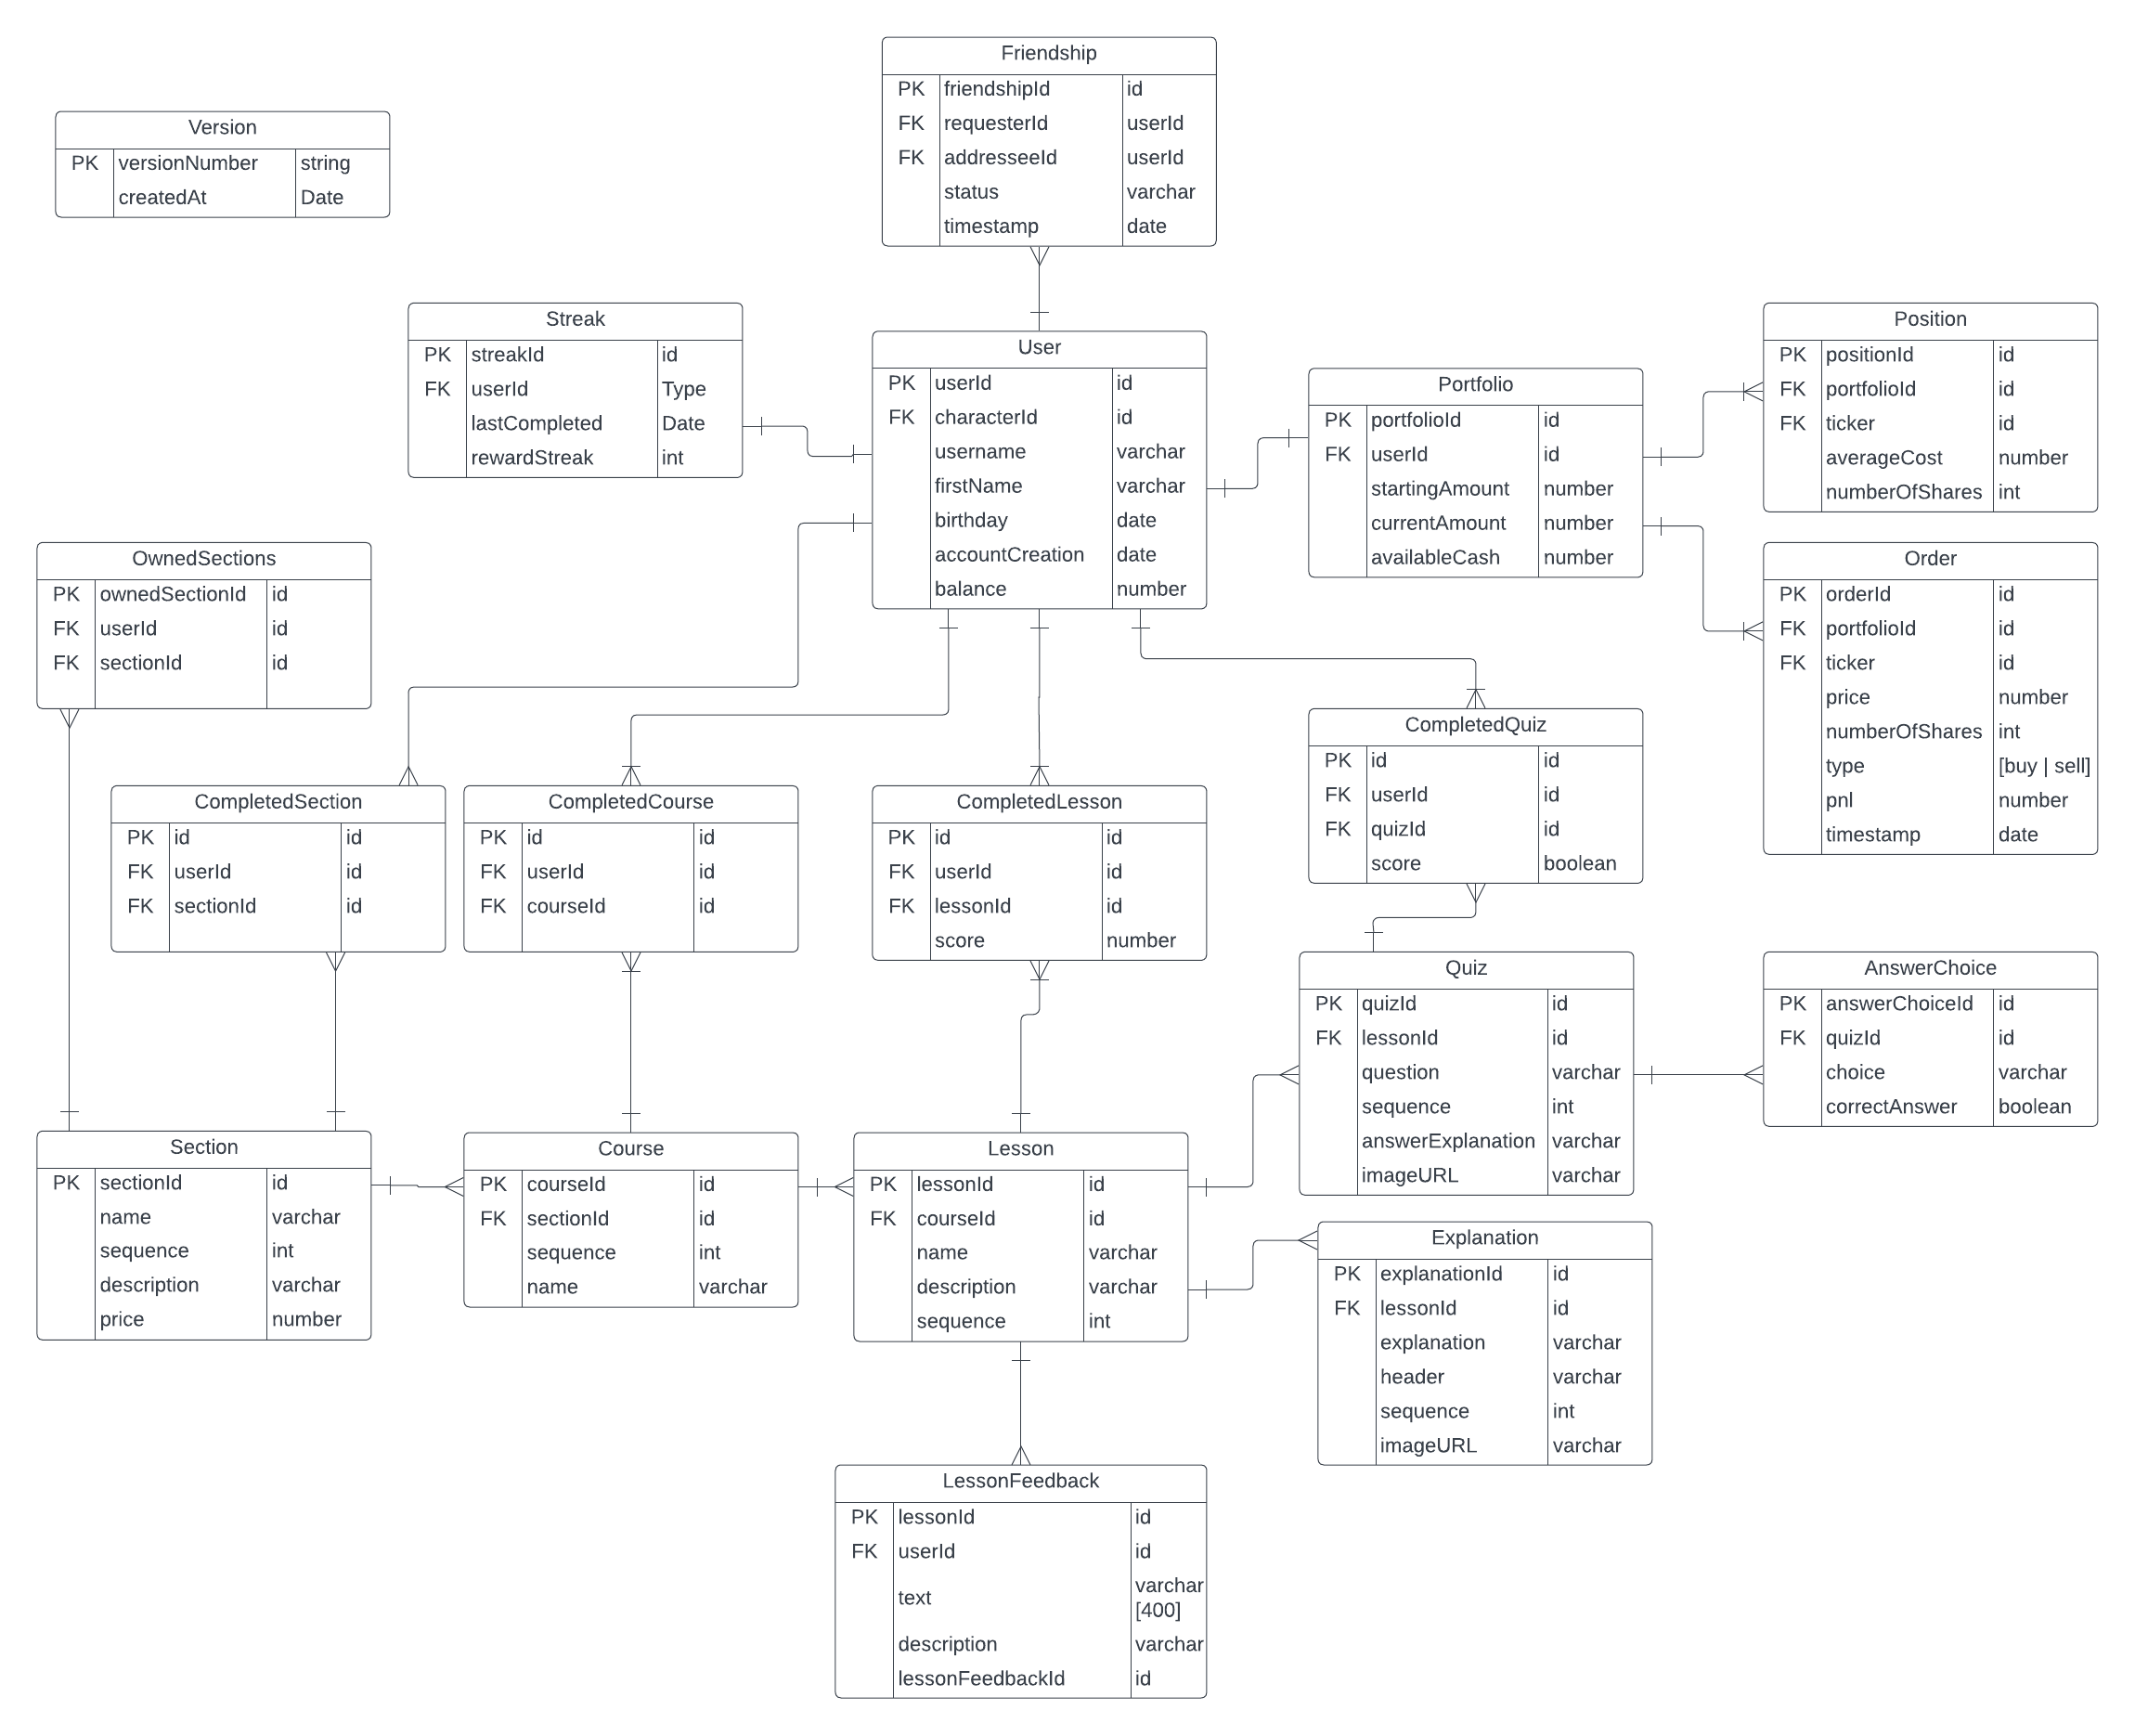 Friendship
PK friendshipId id
FK requesterId userId
FK addresseeId userId
status varchar
timestamp date
Version
PK versionNumber string
createdAt Date
Streak
PK streakId id
FK userId Type
lastCompleted Date
rewardStreak int
User
PK userId id
FK characterId id
username varchar
firstName varchar
birthday date
accountCreation date
balance number
Portfolio
PK portfolioId id
FK userId id
startingAmount number
currentAmount number
availableCash number
Position
PK positionId id
FK portfolioId id
FK ticker id
averageCost number
numberOfShares int
OwnedSections
PK ownedSectionId id
FK userId id
FK sectionId id
Order
PK orderId id
FK portfolioId id
FK ticker id
price number
numberOfShares int
type [buy | sell]
pnl number
timestamp date
CompletedSection
PK id id
FK userId id
FK sectionId id
CompletedCourse
PK id id
FK userId id
FK courseId id
CompletedLesson
PK id id
FK userId id
FK lessonId id
score number
CompletedQuiz
PK id id
FK userId id
FK quizId id
score boolean
Quiz
PK quizId id
FK lessonId id
question varchar
sequence int
answerExplanation varchar
imageURL varchar
AnswerChoice
PK answerChoiceId id
FK quizId id
choice varchar
correctAnswer boolean
Section
PK sectionId id
name varchar
sequence int
description varchar
price number
Course
PK courseId id
FK sectionId id
sequence int
name varchar
Lesson
PK lessonId id
FK courseId id
name varchar
description varchar
sequence int
Explanation
PK explanationId id
FK lessonId id
explanation varchar
header varchar
sequence int
imageURL varchar
LessonFeedback
PK lessonId id
FK userId id
text varchar
[400]
description varchar
lessonFeedbackId id